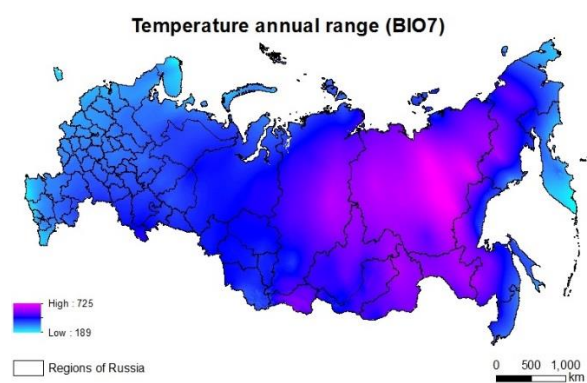 Temperature annual range (BIO7)
High : 725
Low : 189
Regions of Russia
0 500 1,000
km